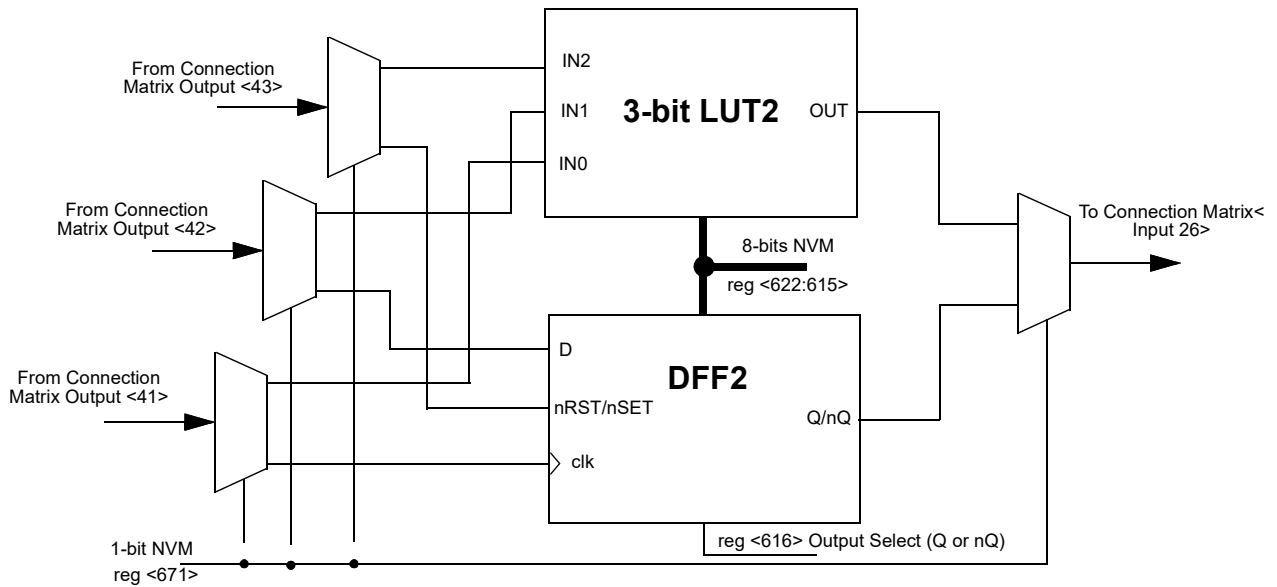 From Connection
Matrix Output <43>
IN2
IN1
IN0
3-bit LUT2
OUT
From Connection
Matrix Output <42>
To Connection Matrix<
Input 26>
8-bits NVM
reg <622:615>
From Connection
Matrix Output <41>
D
nRST/nSET
clk
DFF2
Q/nQ
reg <616> Output Select (Q or nQ)
1-bit NVM
reg <671>